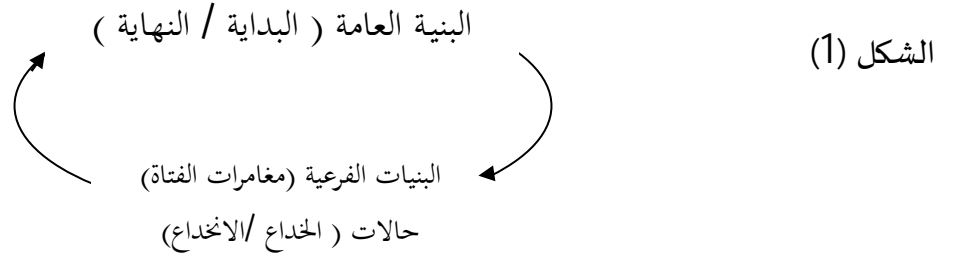 الشكل (1)
البنية العامة ( البداية / النهاية )
البنيات الفرعية (مغامرات الفتاة)
حالات ( الخداع /الانخداع)